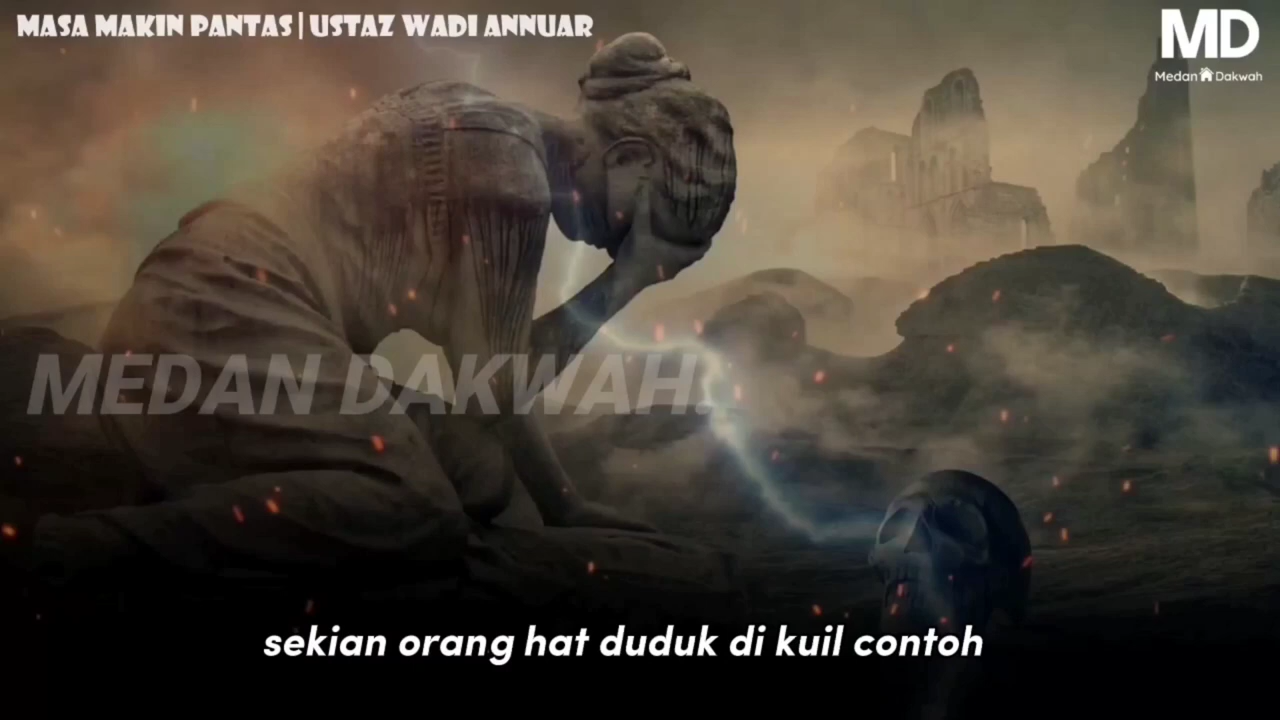 MASA MAKIN PANTAS | USTAZ WADI ANNUAR
MD
Medan Dakwah
MEDAN DAKWAH.
sekian orang hat duduk di kuil contoh